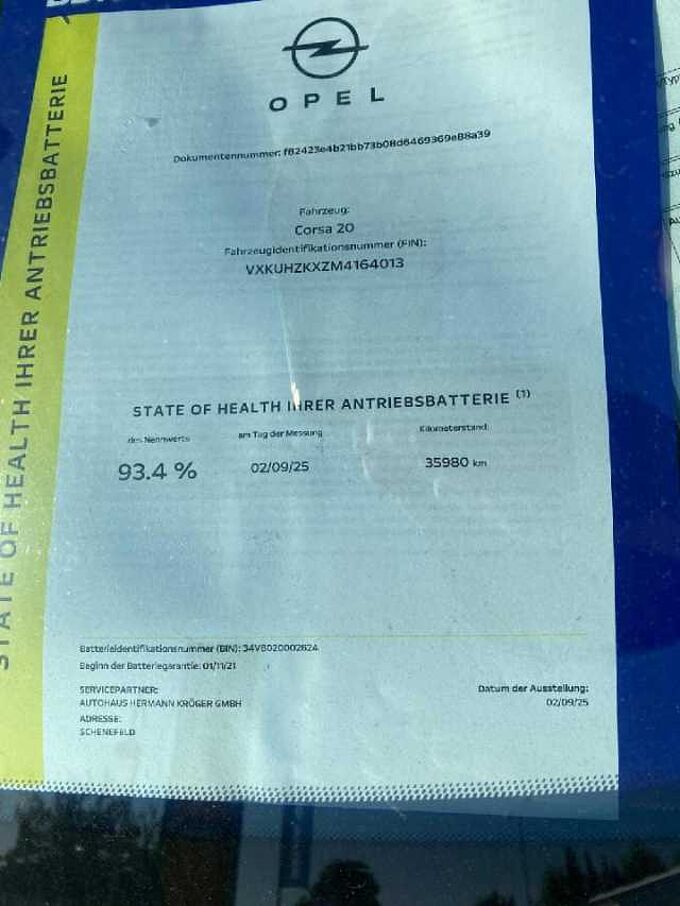 OPEL
Dokumentennummer: f82423e4b21bb73b08d6469369e88a39
Fahrzeug:
Corsa 20
Fahrzeugidentifikationsnummer (FIN):
VXKUHZKXZM4164013
STATE OF HEALTH IHRER ANTRIEBSBATTERIE (1)
des Nennwerts
am Tag der Messung
Kilometerstand:
93.4 %
02/09/25
35980 km
Batterieidentifikationsnummer (BIN): 34V6020002624
Beginn der Batteriegarantie: 01/11/21
SERVICEPARTNER:
AUTOHAUS HERMANN KRÖGER GMBH
ADRESSE:
SCHENEFELD
Datum der Ausstellung:
02/09/25
STATE OF HEALTH IHRER ANTRIEBSBATTERIE